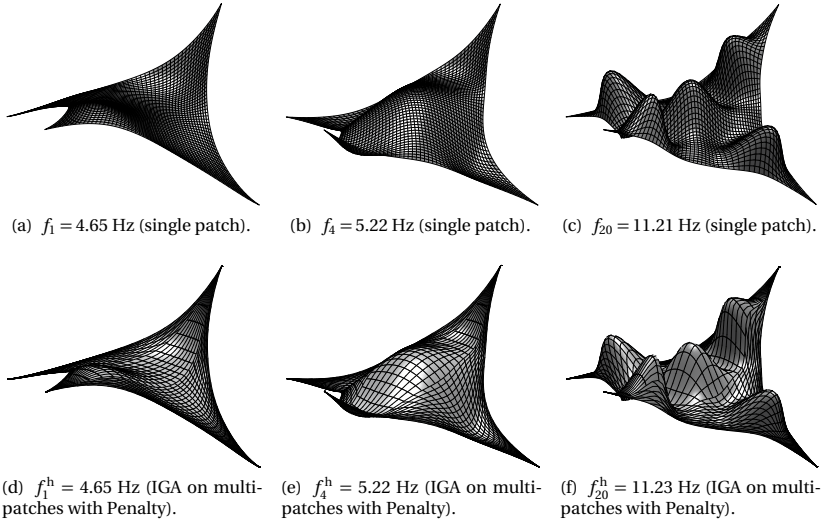 (a) f₁ = 4.65 Hz (single patch).
(b) f₄ = 5.22 Hz (single patch).
(c) f₂₀ = 11.21 Hz (single patch).
(d) f₁ʰ = 4.65 Hz (IGA on multi-
patches with Penalty).
(e) f₄ʰ = 5.22 Hz (IGA on multi-
patches with Penalty).
(f) f₂₀ʰ = 11.23 Hz (IGA on multi-
patches with Penalty).